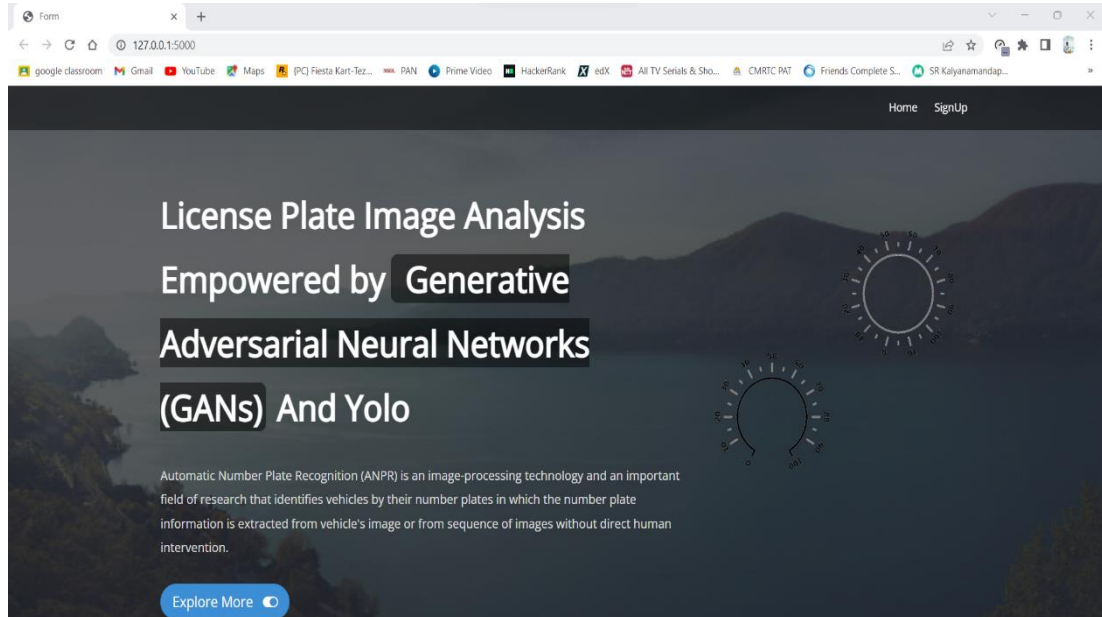 Form
127.0.0.1:5000
google classroom Gmail YouTube Maps (PC) Fiesta Kart-Tez... PAN Prime Video HackerRank edX All TV Serials & Sho... CMRTC PAT Friends Complete S... SR Kalyanamandap... »
Home SignUp
License Plate Image Analysis
Empowered by Generative
Adversarial Neural Networks
(GANs) And Yolo
Automatic Number Plate Recognition (ANPR) is an image-processing technology and an important
field of research that identifies vehicles by their number plates in which the number plate
information is extracted from vehicle's image or from sequence of images without direct human
intervention.
Explore More